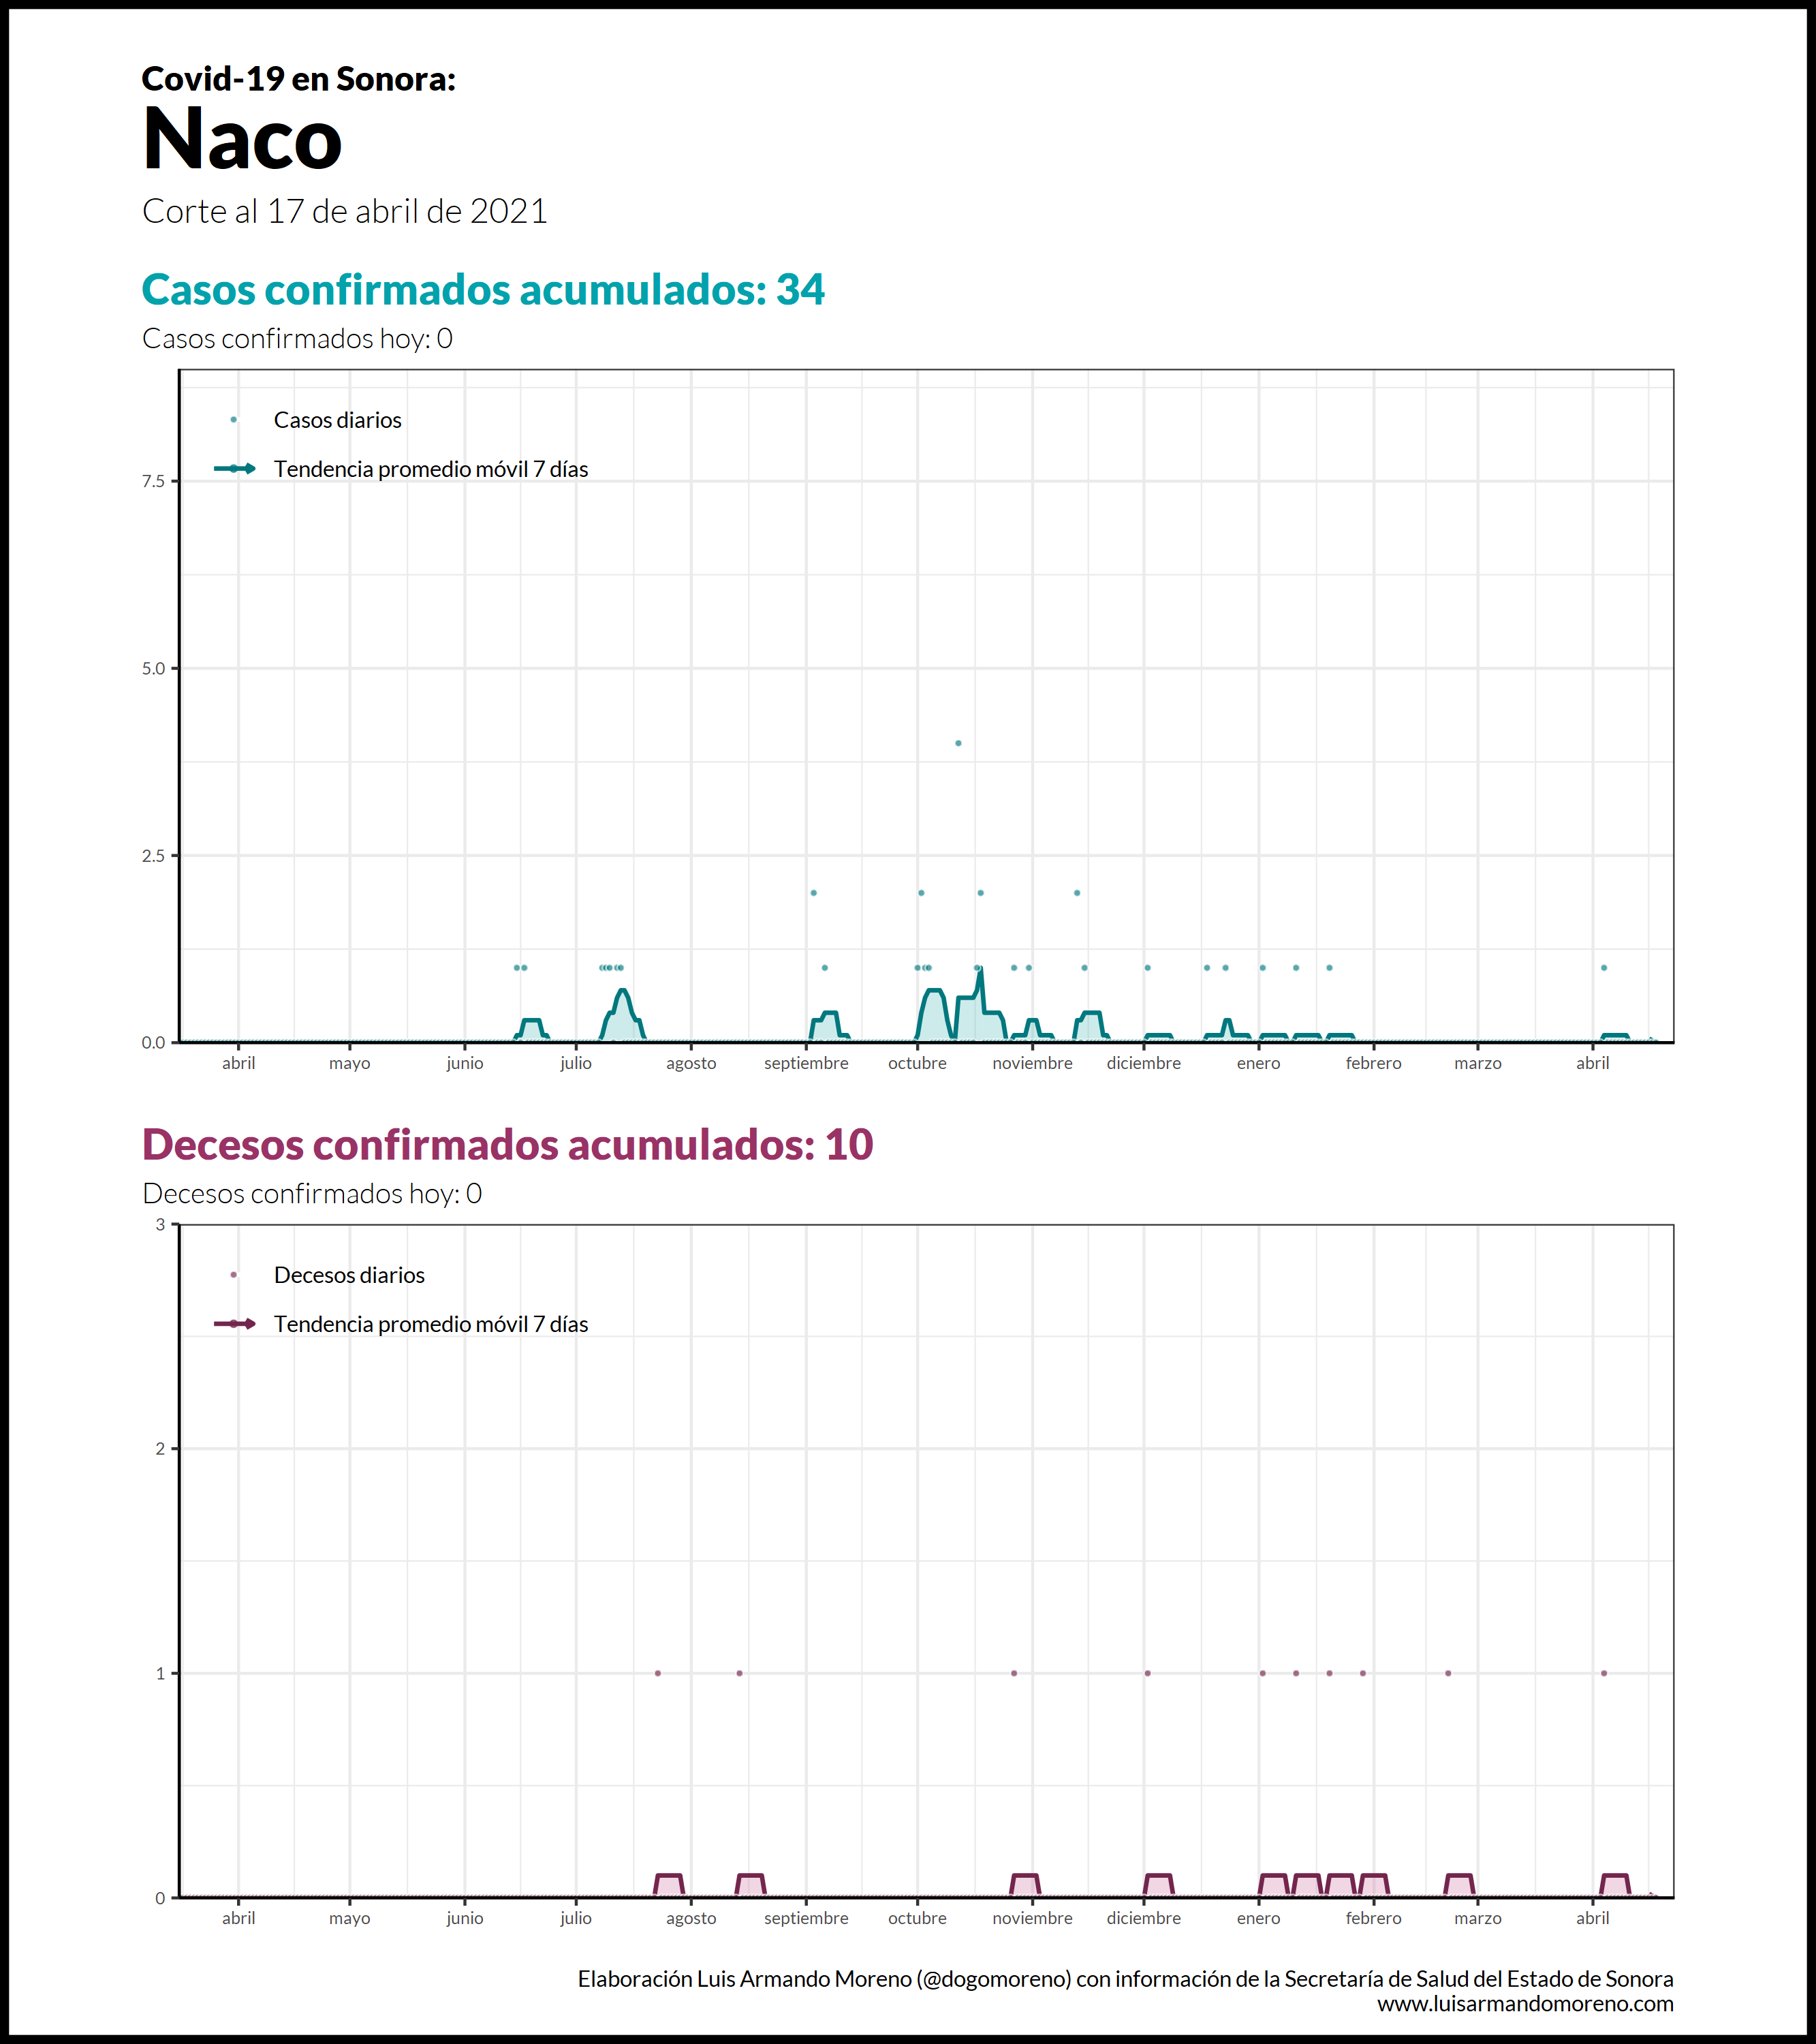 Covid-19 en Sonora:
Naco
Corte al 17 de abril de 2021
Casos confirmados acumulados: 34
Casos confirmados hoy: 0
Casos diarios
Tendencia promedio móvil 7 días
7.5
5.0
2.5
0.0
abril mayo junio julio agosto septiembre octubre noviembre diciembre enero febrero marzo abril
Decesos confirmados acumulados: 10
Decesos confirmados hoy: 0
3
Decesos diarios
Tendencia promedio móvil 7 días
2
1
0
abril mayo junio julio agosto septiembre octubre noviembre diciembre enero febrero marzo abril
Elaboración Luis Armando Moreno (@dogomoreno) con información de la Secretaría de Salud del Estado de Sonora
www.luisarmandomoreno.com